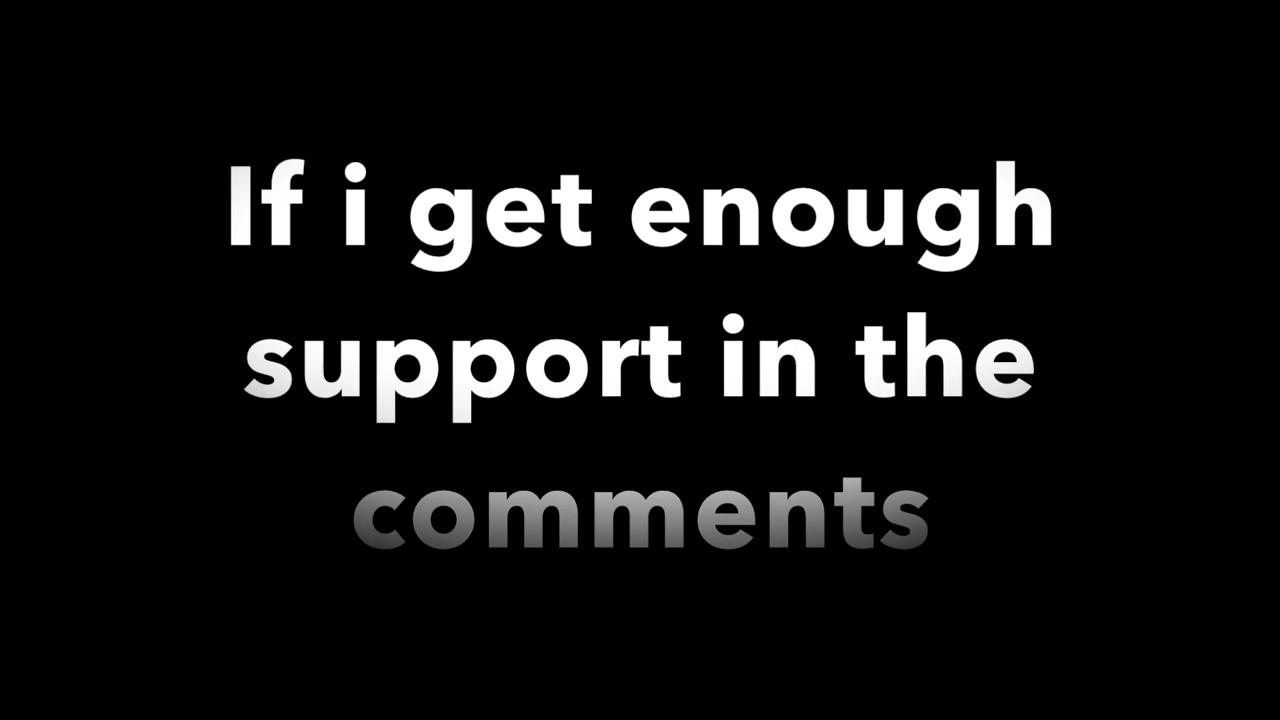 If i get enough
support in the
comments